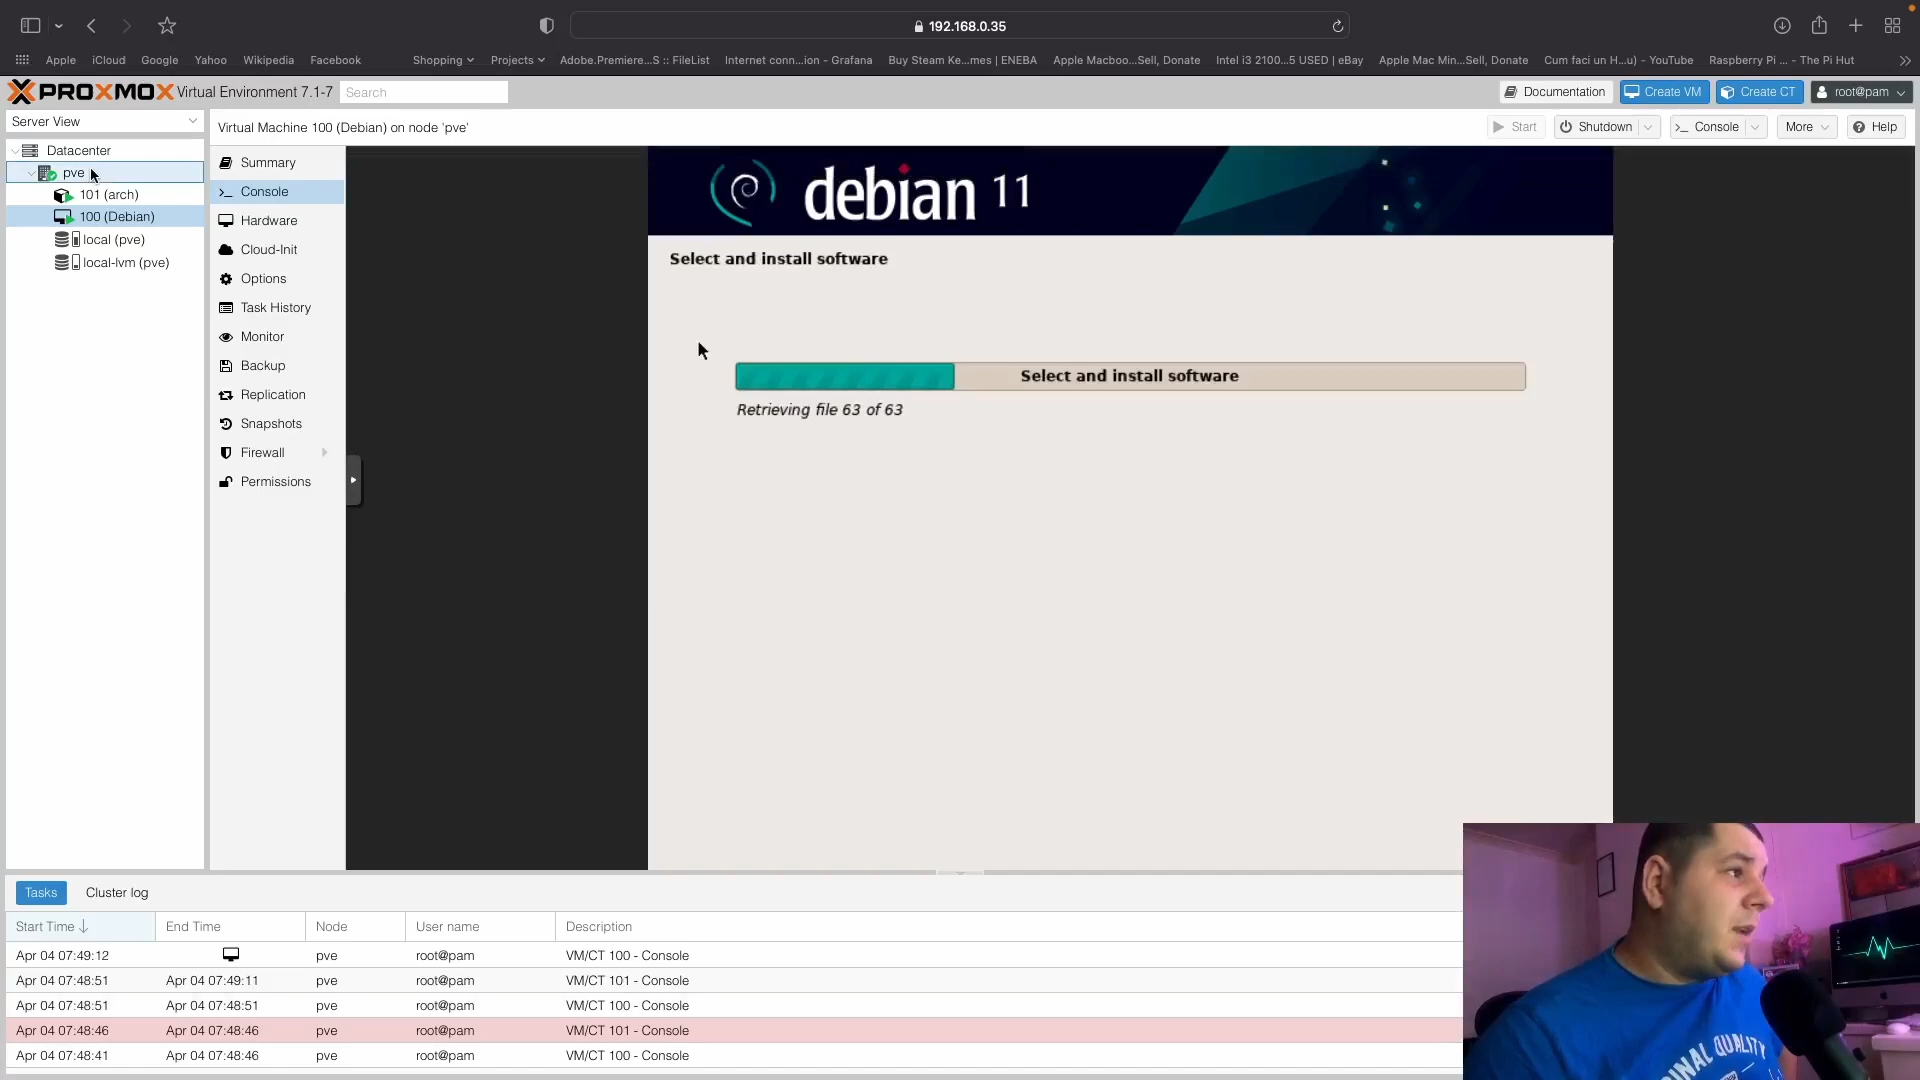 192.168.0.35
Apple iCloud Google Yahoo Wikipedia Facebook Shopping Projects Adobe.Premiere...S :: FileList Internet conn...ion - Grafana Buy Steam Ke...mes | ENEBA Apple Macboo...Sell, Donate Intel i3 2100...5 USED | eBay Apple Mac Min...Sell, Donate Cum faci un H...u) - YouTube Raspberry Pi ... - The Pi Hut
PROXMOX Virtual Environment 7.1-7 Search Documentation Create VM Create CT root@pam
Server View
Virtual Machine 100 (Debian) on node 'pve' Start Shutdown Console More Help
Datacenter
pve
101 (arch)
100 (Debian)
local (pve)
local-lvm (pve)
Summary
Console
Hardware
Cloud-Init
Options
Task History
Monitor
Backup
Replication
Snapshots
Firewall
Permissions
debian 11
Select and install software
Select and install software
Retrieving file 63 of 63
Tasks Cluster log
Start Time End Time Node User name Description
Apr 04 07:49:12 pve root@pam VM/CT 100 - Console
Apr 04 07:48:51 Apr 04 07:49:11 pve root@pam VM/CT 101 - Console
Apr 04 07:48:51 Apr 04 07:48:51 pve root@pam VM/CT 100 - Console
Apr 04 07:48:46 Apr 04 07:48:46 pve root@pam VM/CT 101 - Console
Apr 04 07:48:41 Apr 04 07:48:46 pve root@pam VM/CT 100 - Console
QUALITY